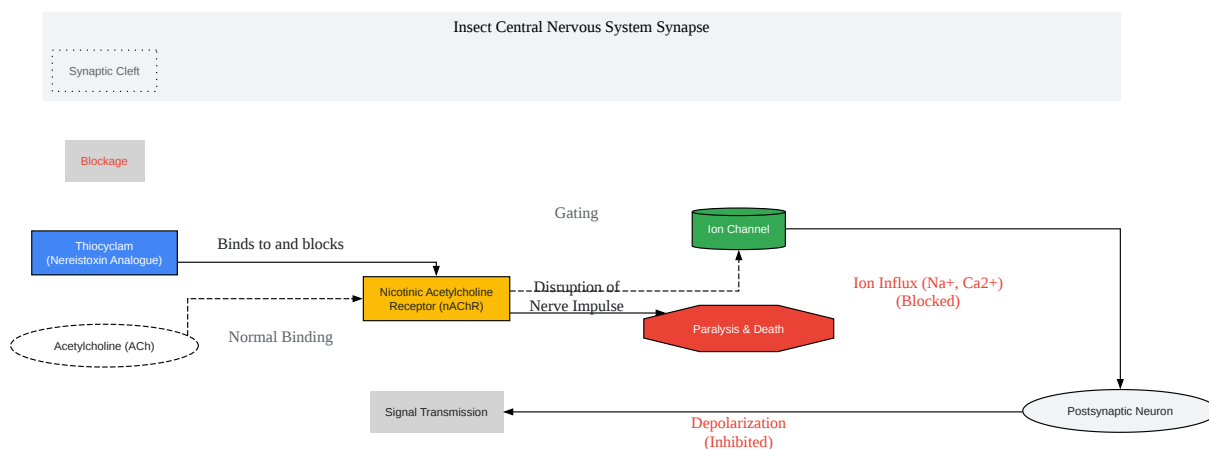 Insect Central Nervous System Synapse
Synaptic Cleft
Blockage
Gating
Ion Channel
Thiocyclam
(Nereistoxin Analogue)
Binds to and blocks
Ion Influx (Na+, Ca2+)
(Blocked)
Nicotinic Acetylcholine
Receptor (nAChR)
Disruption of
Nerve Impulse
Paralysis & Death
Normal Binding
Acetylcholine (ACh)
Signal Transmission
Depolarization
(Inhibited)
Postsynaptic Neuron